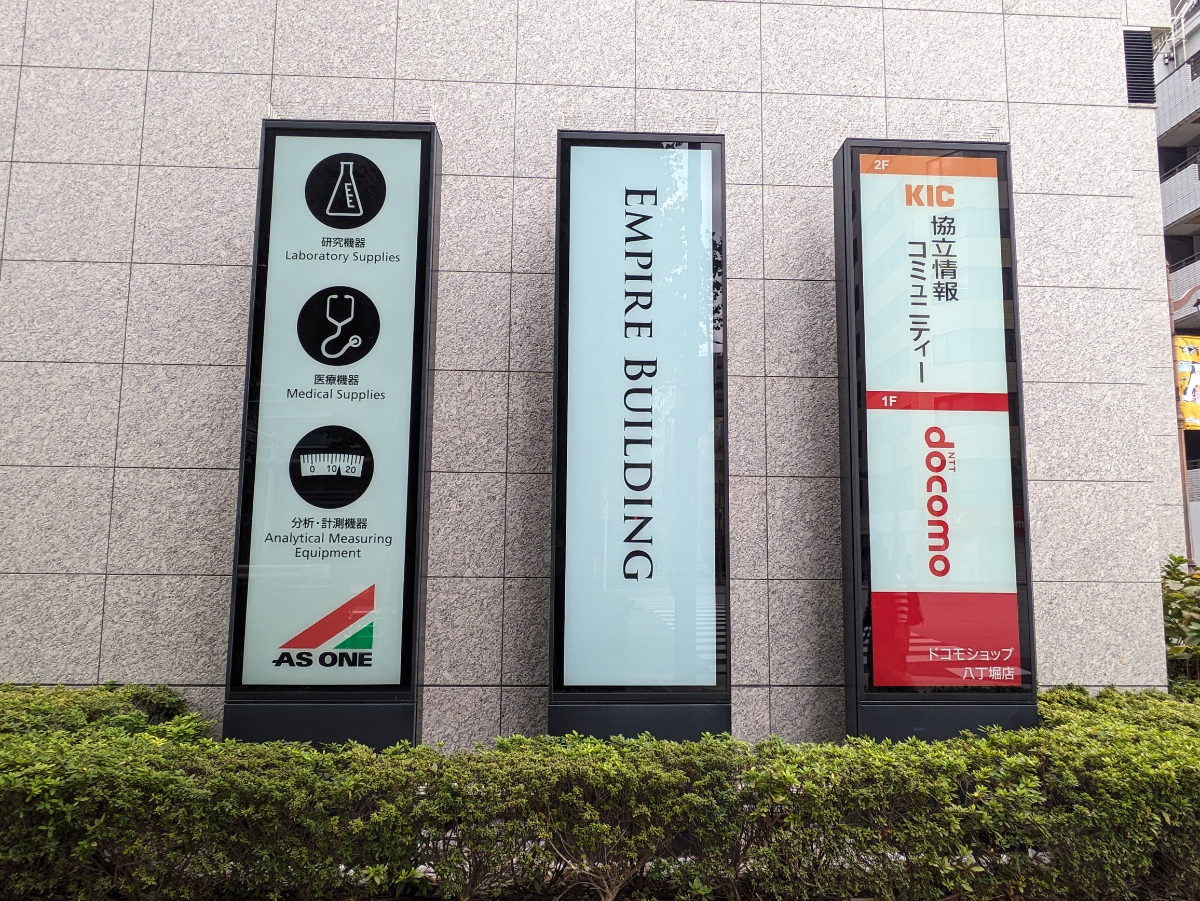 研究機器
Laboratory Supplies
医療機器
Medical Supplies
0 10 20
分析・計測機器
Analytical Measuring
Equipment
AS ONE
EMPIRE BUILDING
2F
KIC
協立情報
コミュニティー
1F
NTT
docomo
ドコモショップ
八丁堀店